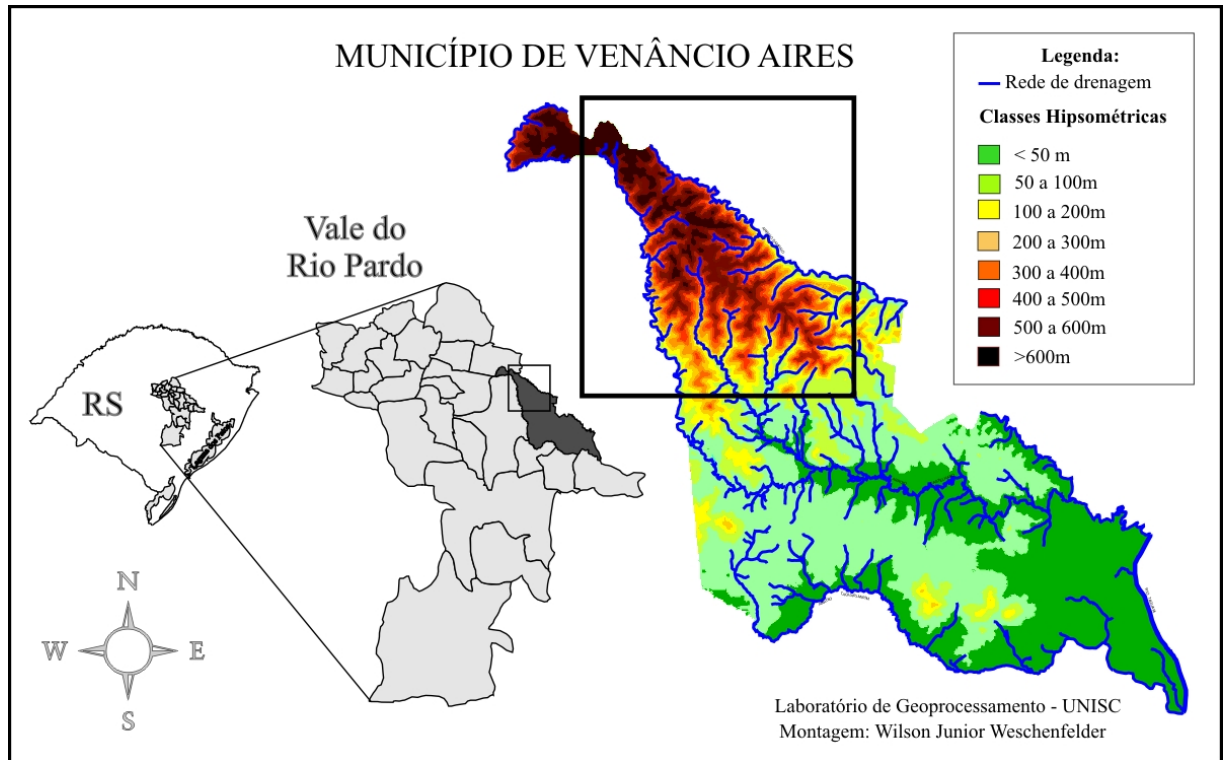 MUNICÍPIO DE VENÂNCIO AIRES
Legenda:
Rede de drenagem
Classes Hipsométricas
< 50 m
50 a 100m
100 a 200m
200 a 300m
300 a 400m
400 a 500m
500 a 600m
>600m
Vale do
Rio Pardo
RS
N
W
E
S
Laboratório de Geoprocessamento - UNISC
Montagem: Wilson Junior Weschenfelder